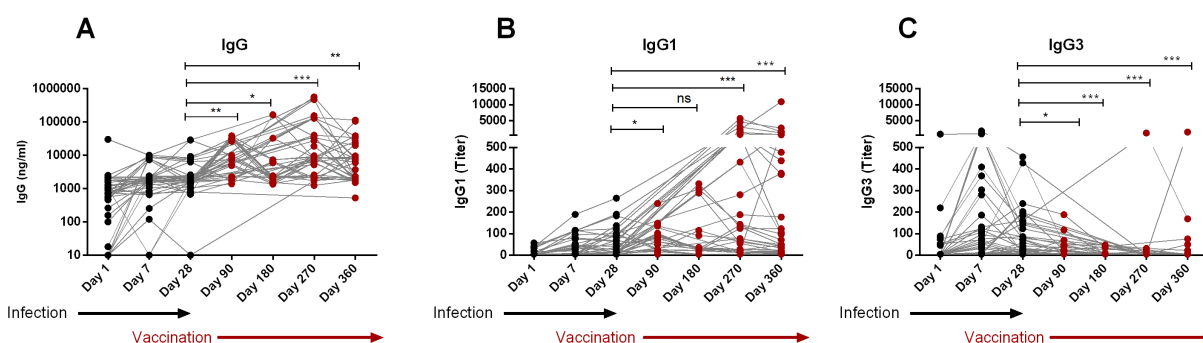 A
IgG
**
***
*
**
1000000
100000
10000
1000
100
10
IgG (ng/ml)
Day 1
Day 7
Day 28
Day 90
Day 180
Day 270
Day 360
Infection
Vaccination
B
IgG1
***
***
ns
*
15000
10000
5000
500
400
300
200
100
0
IgG1 (Titer)
Day 1
Day 7
Day 28
Day 90
Day 180
Day 270
Day 360
Infection
Vaccination
C
IgG3
***
***
***
*
15000
10000
5000
500
400
300
200
100
0
IgG3 (Titer)
Day 1
Day 7
Day 28
Day 90
Day 180
Day 270
Day 360
Infection
Vaccination